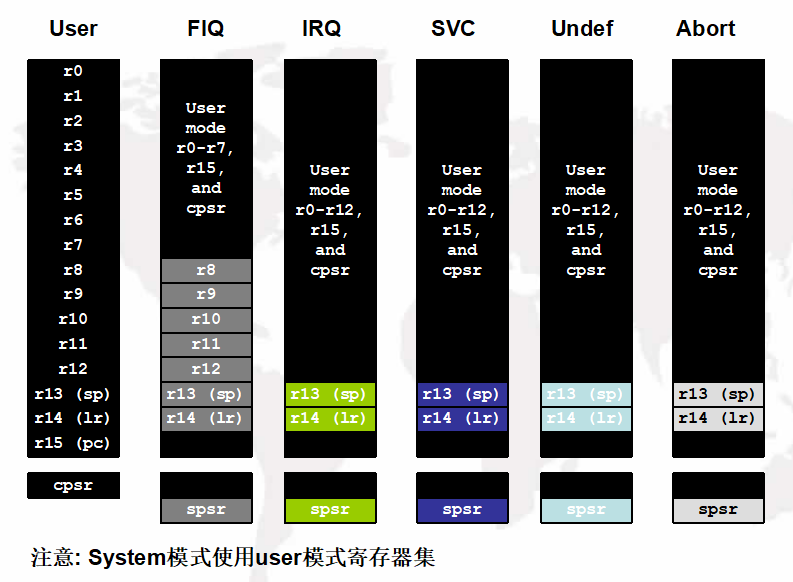 User
FIQ
IRQ
SVC
Undef
Abort
r0
r1
r2
r3
r4
r5
r6
r7
r8
r9
r10
r11
r12
r13 (sp)
r14 (lr)
r15 (pc)
cpsr
User
mode
r0-r7,
r15,
and
cpsr
r8
r9
r10
r11
r12
r13 (sp)
r14 (lr)
spsr
User
mode
r0-r12,
r15,
and
cpsr
r13 (sp)
r14 (lr)
spsr
User
mode
r0-r12,
r15,
and
cpsr
r13 (sp)
r14 (lr)
spsr
User
mode
r0-r12,
r15,
and
cpsr
r13 (sp)
r14 (lr)
spsr
User
mode
r0-r12,
r15,
and
cpsr
r13 (sp)
r14 (lr)
spsr
注意: System模式使用user模式寄存器集